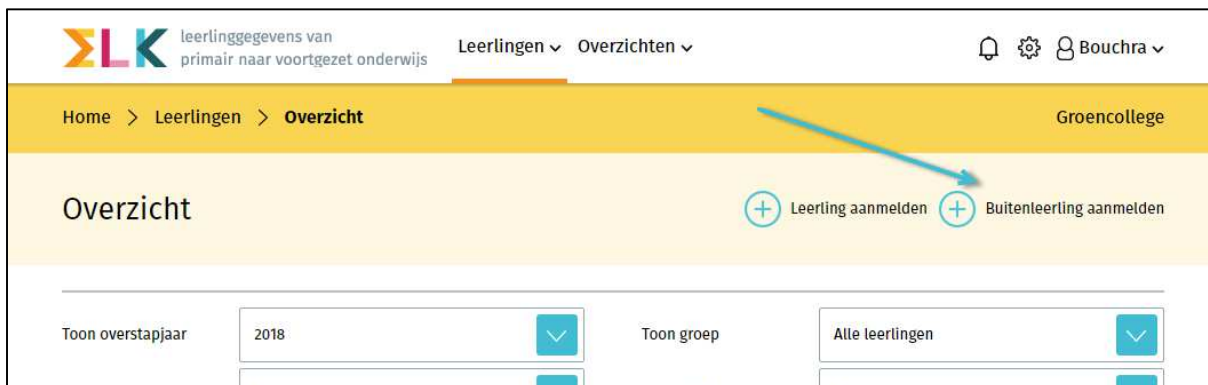 ELK leerlinggegevens van
primair naar voortgezet onderwijs
Leerlingen Overzichten Bouchra
Home > Leerlingen > Overzicht Groencollege
Overzicht Leerling aanmelden Buitenleerling aanmelden
Toon overstapjaar 2018 Toon groep Alle leerlingen